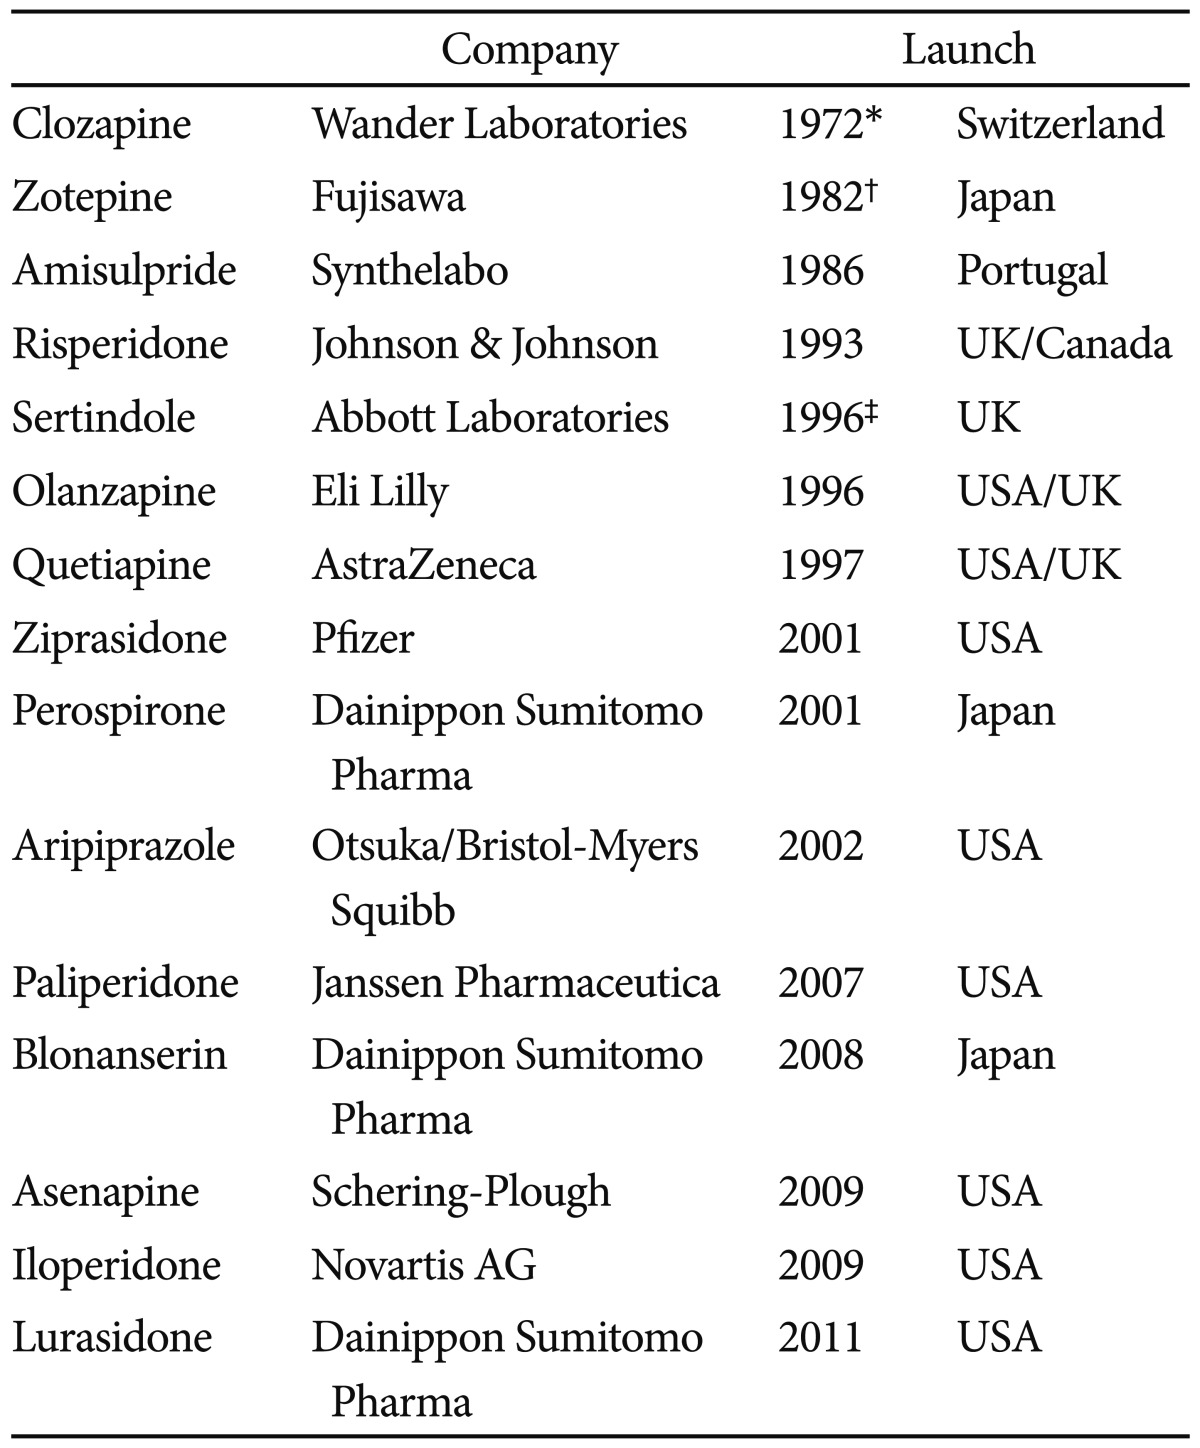 Company Launch
Clozapine Wander Laboratories 1972* Switzerland
Zotepine Fujisawa 1982† Japan
Amisulpride Synthelabo 1986 Portugal
Risperidone Johnson & Johnson 1993 UK/Canada
Sertindole Abbott Laboratories 1996‡ UK
Olanzapine Eli Lilly 1996 USA/UK
Quetiapine AstraZeneca 1997 USA/UK
Ziprasidone Pfizer 2001 USA
Perospirone Dainippon Sumitomo 2001 Japan
Pharma
Aripiprazole Otsuka/Bristol-Myers 2002 USA
Squibb
Paliperidone Janssen Pharmaceutica 2007 USA
Blonanserin Dainippon Sumitomo 2008 Japan
Pharma
Asenapine Schering-Plough 2009 USA
Iloperidone Novartis AG 2009 USA
Lurasidone Dainippon Sumitomo 2011 USA
Pharma